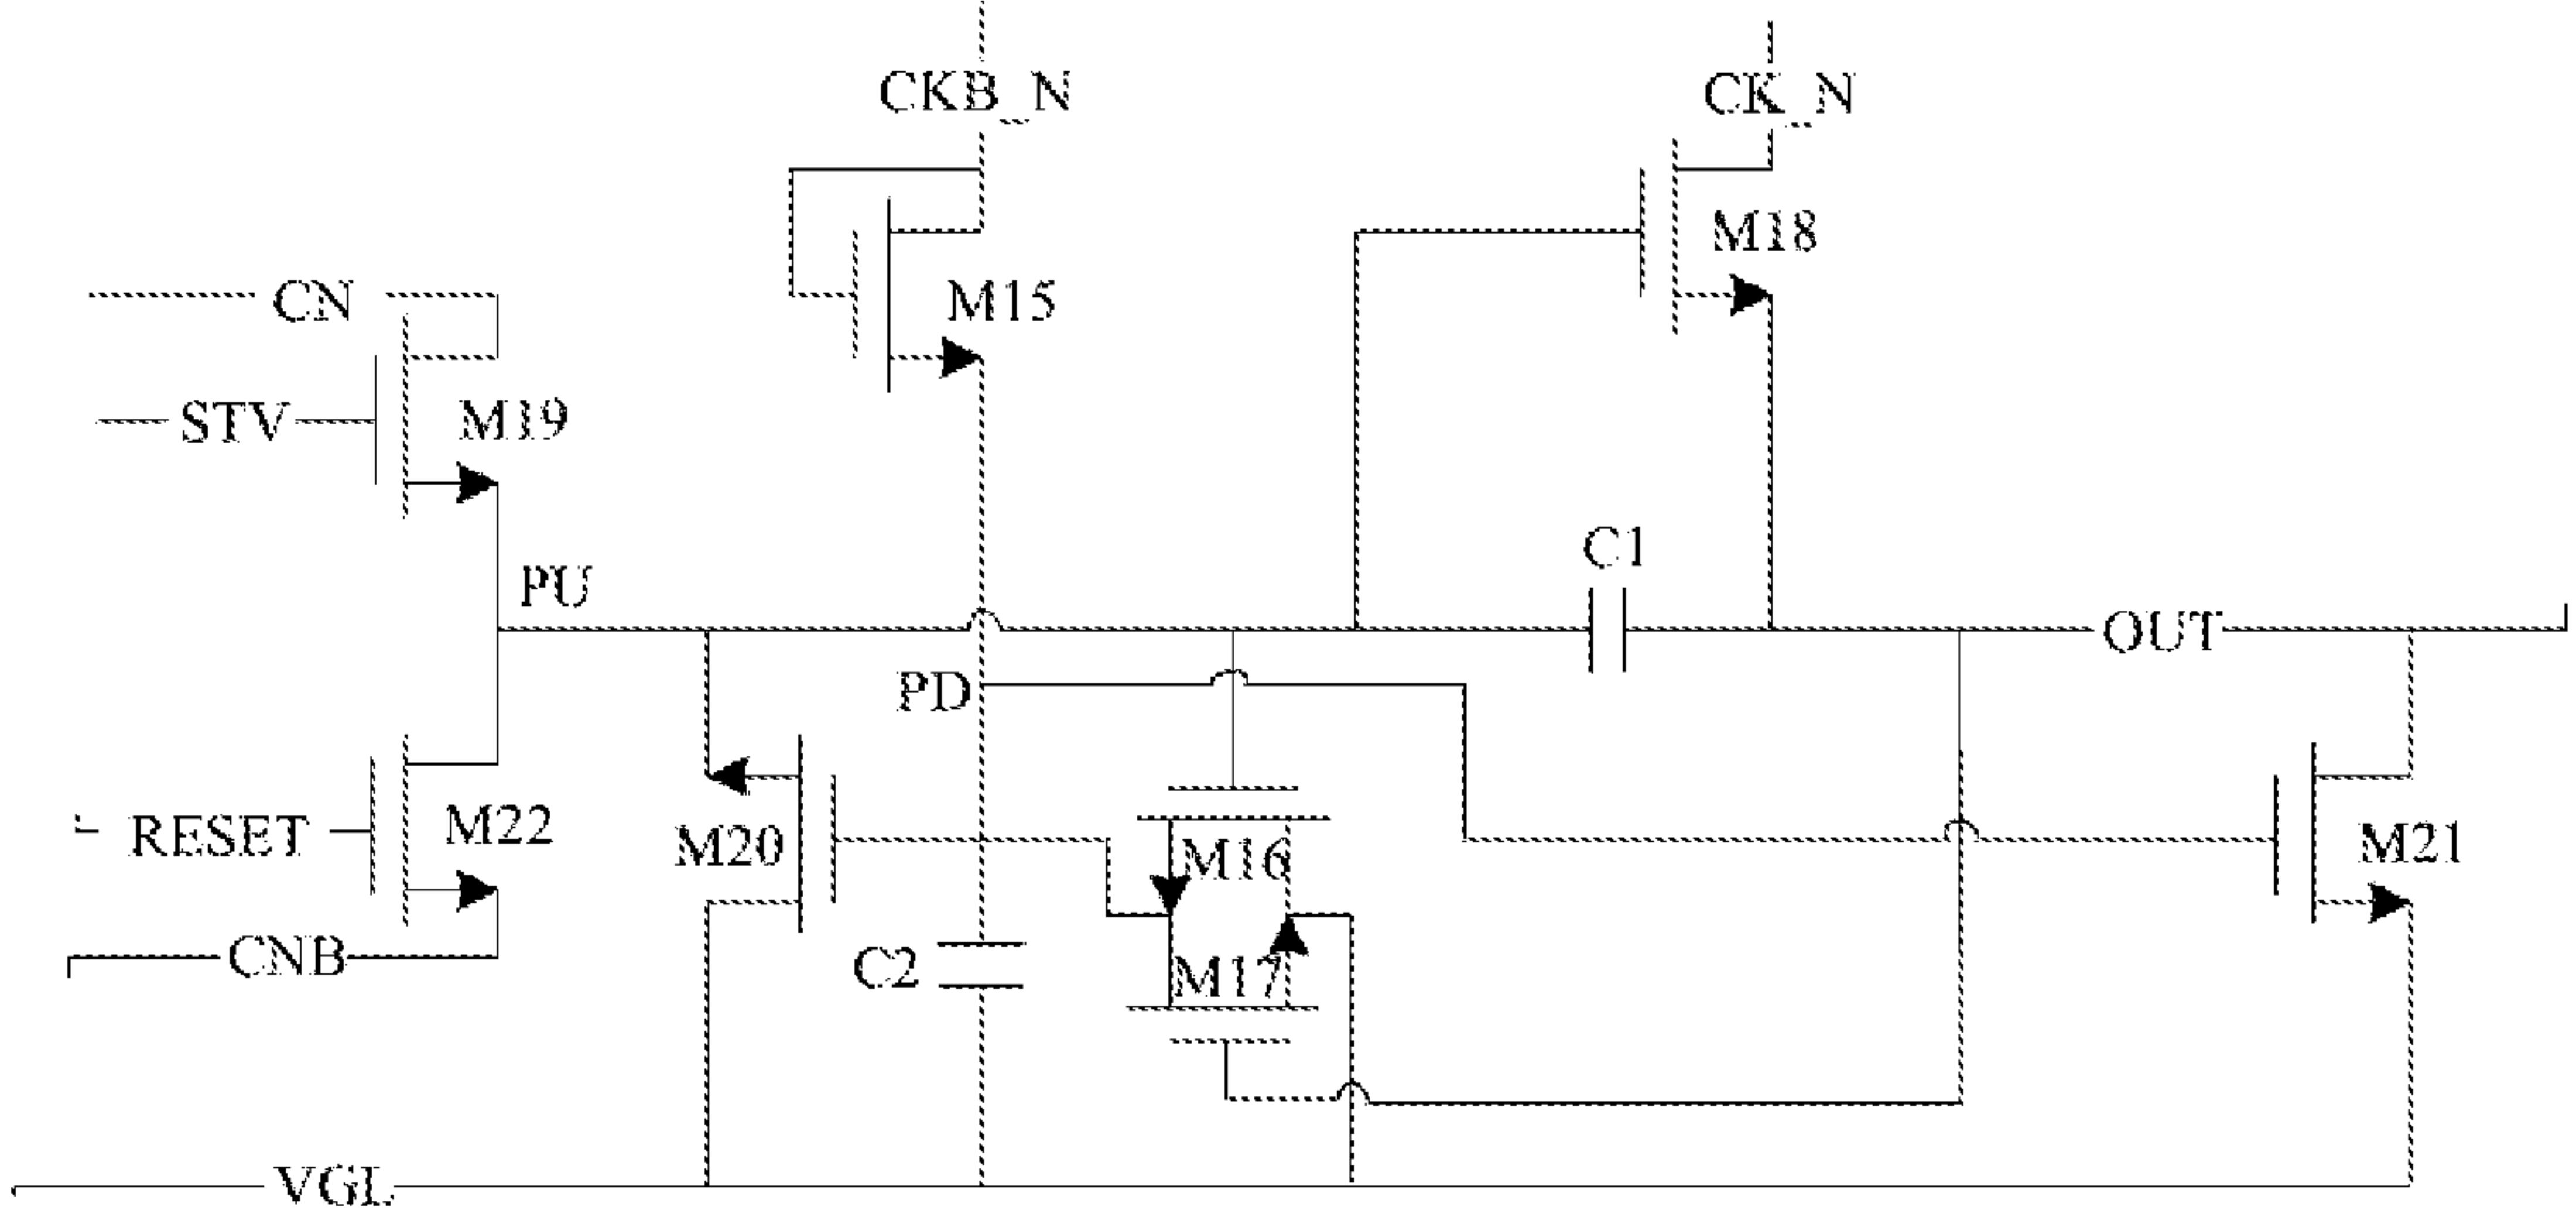 CKB_N
CK_N
M18
CN
M15
STV
M19
C1
PU
OUT
PD
RESET
M22
M20
M16
M21
CNB
C2
M17
VGL